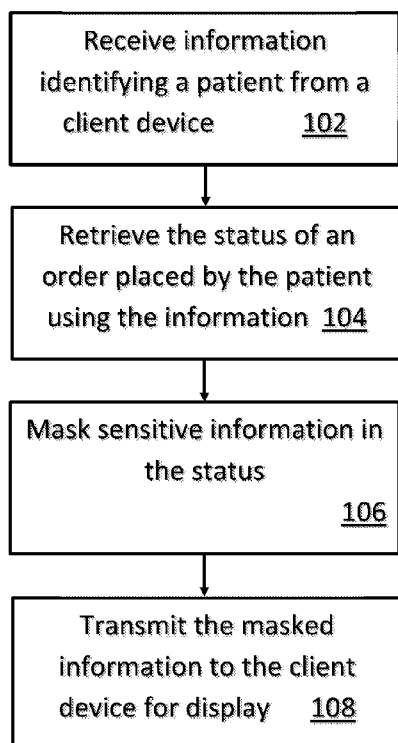 Receive information
identifying a patient from a
client device 102
Retrieve the status of an
order placed by the patient
using the information 104
Mask sensitive information in
the status
106
Transmit the masked
information to the client
device for display 108